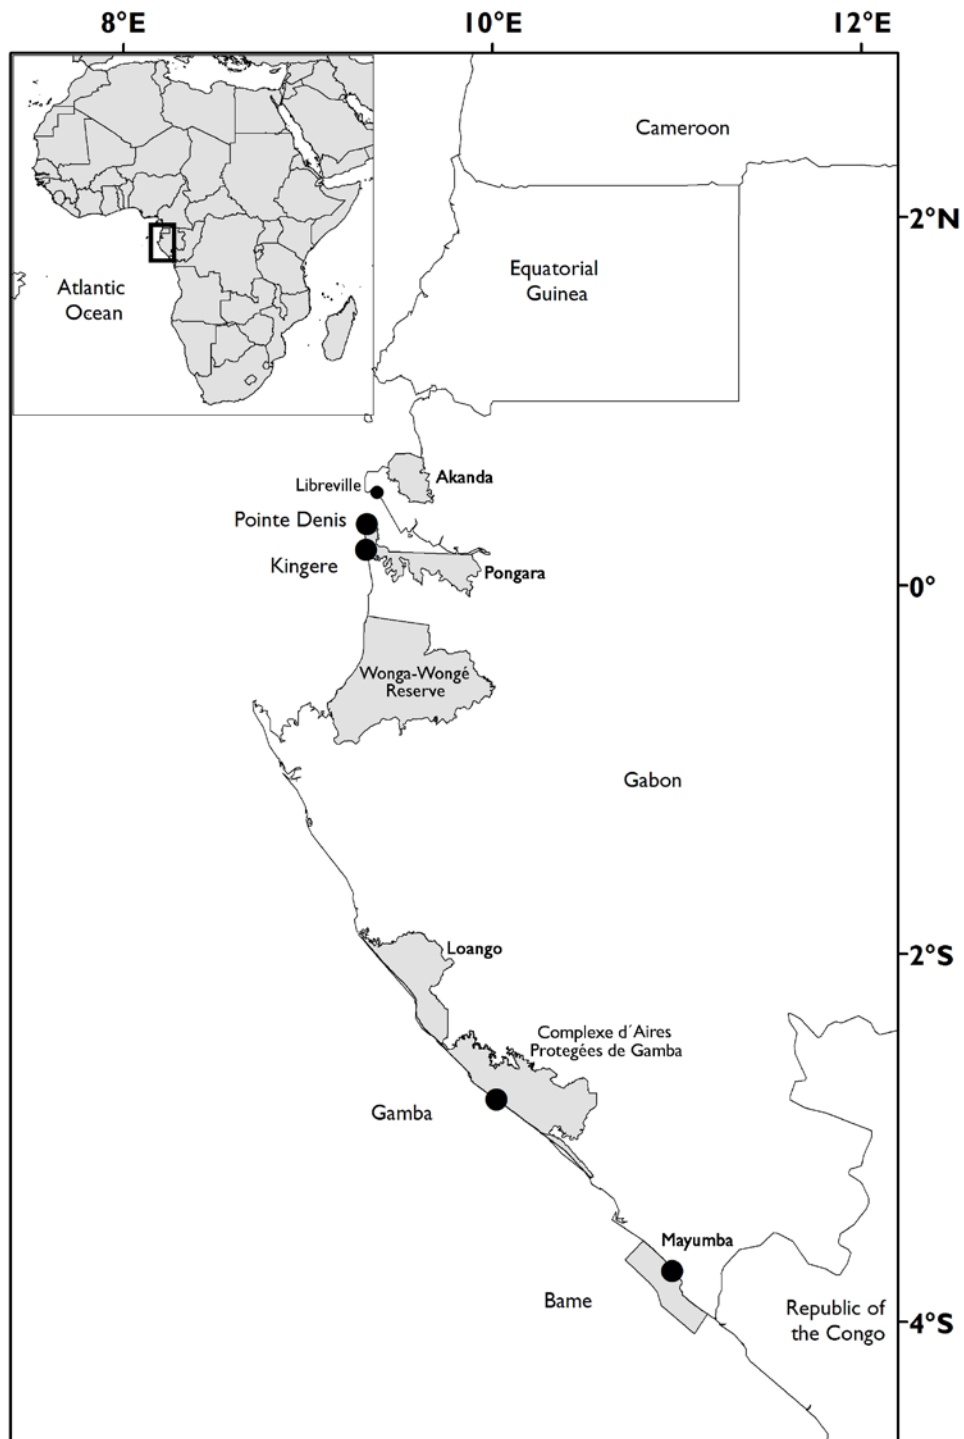 8°E 10°E 12°E
Cameroon
2°N
Equatorial
Guinea
Atlantic
Ocean
Akanda
Libreville
Pointe Denis
Kingere
Pongara
0°
Wonga-Wongé
Reserve
Gabon
Loango
2°S
Complexe d´Aires
Protegées de Gamba
Gamba
Mayumba
Bame
Republic of
the Congo
4°S